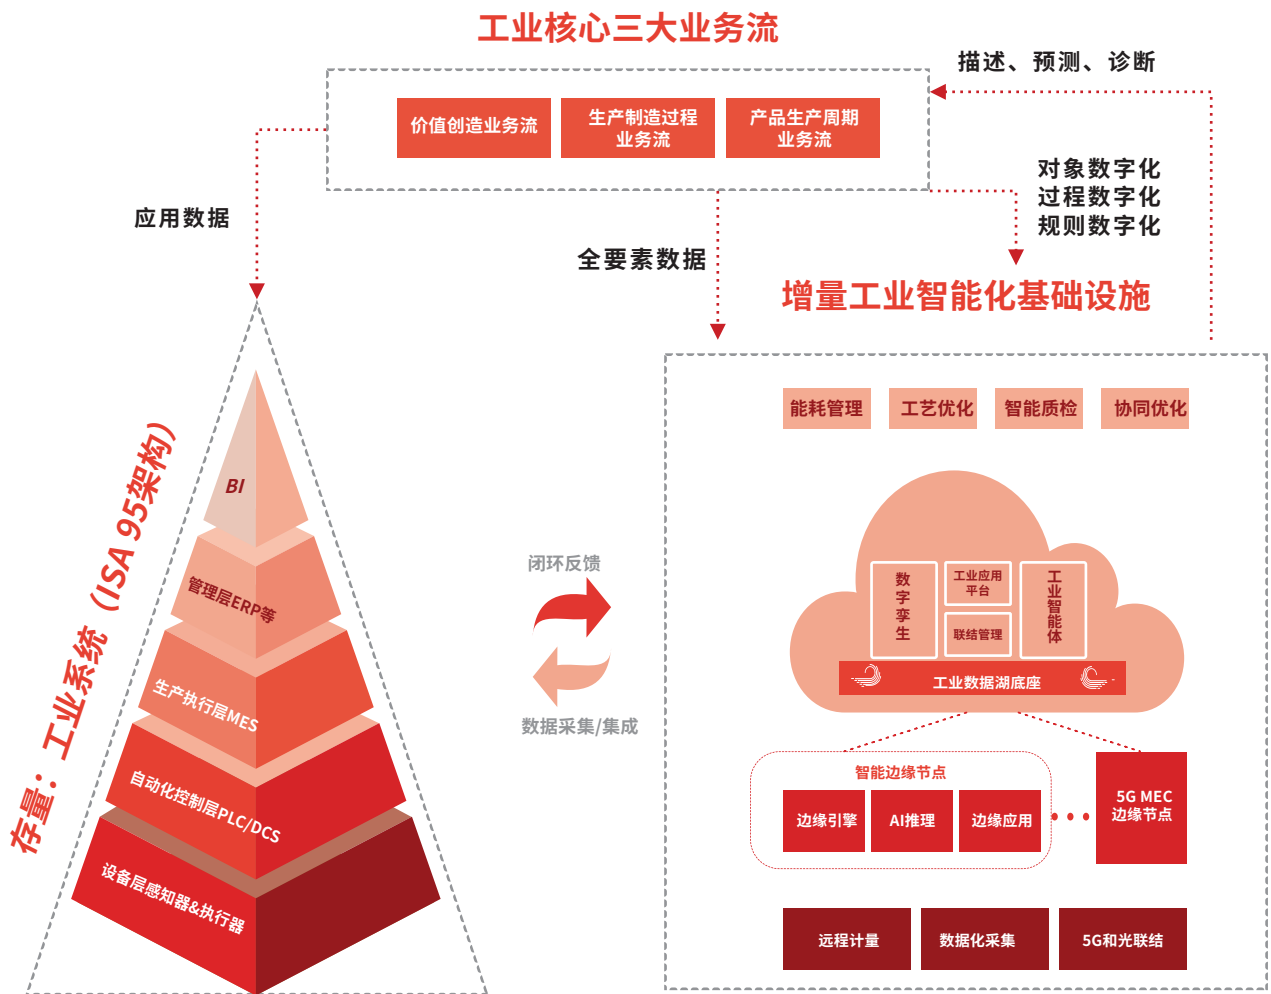 工业核心三大业务流
描述、预测、诊断
价值创造业务流
生产制造过程
业务流
产品生产周期
业务流
对象数字化
过程数字化
规则数字化
应用数据
全要素数据
增量工业智能化基础设施
能耗管理
工艺优化
智能质检
协同优化
存量：工业系统（ISA 95架构）
BI
管理层ERP等
生产执行层MES
自动化控制层PLC/DCS
设备层感知器&执行器
闭环反馈
数据采集/集成
数字孪生
工业应用
平台
联结管理
工业智能体
工业数据湖底座
智能边缘节点
边缘引擎
AI推理
边缘应用
5G MEC
边缘节点
远程计量
数据化采集
5G和光联结